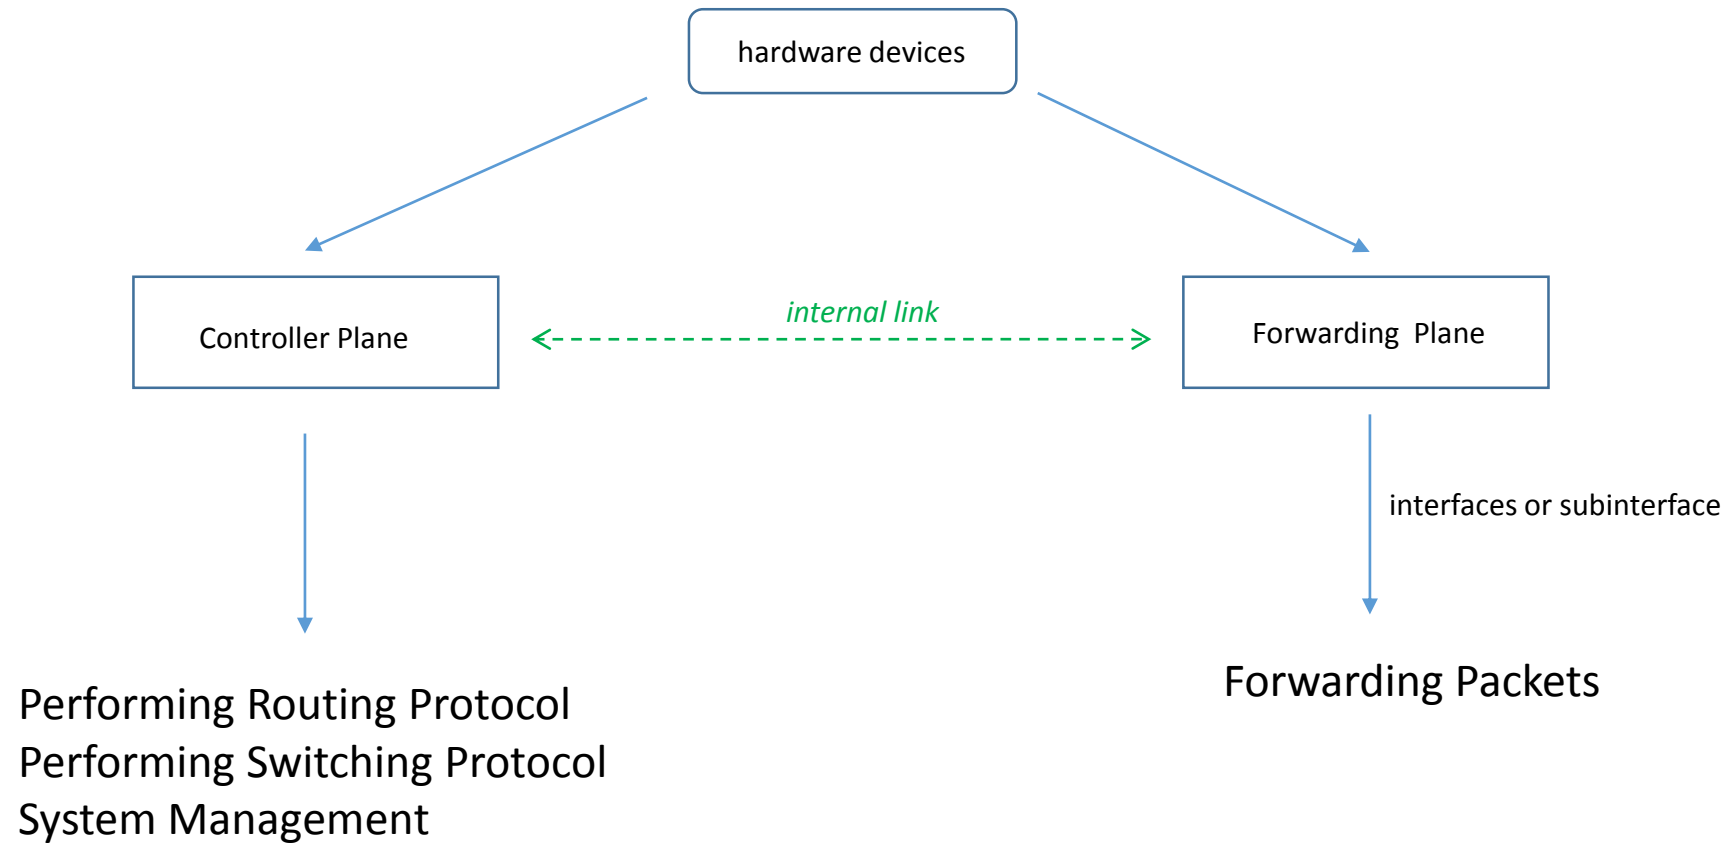 hardware devices
internal link
Controller Plane
Forwarding Plane
interfaces or subinterface
Forwarding Packets
Performing Routing Protocol
Performing Switching Protocol
System Management